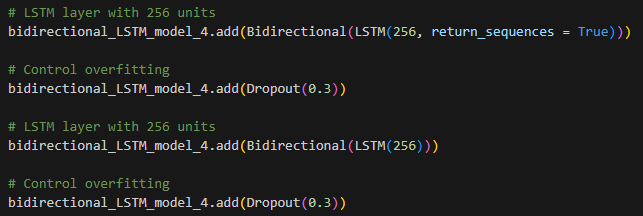 # LSTM layer with 256 units
bidirectional_LSTM_model_4.add(Bidirectional(LSTM(256, return_sequences = True)))
# Control overfitting
bidirectional_LSTM_model_4.add(Dropout(0.3))
# LSTM layer with 256 units
bidirectional_LSTM_model_4.add(Bidirectional(LSTM(256)))
# Control overfitting
bidirectional_LSTM_model_4.add(Dropout(0.3))